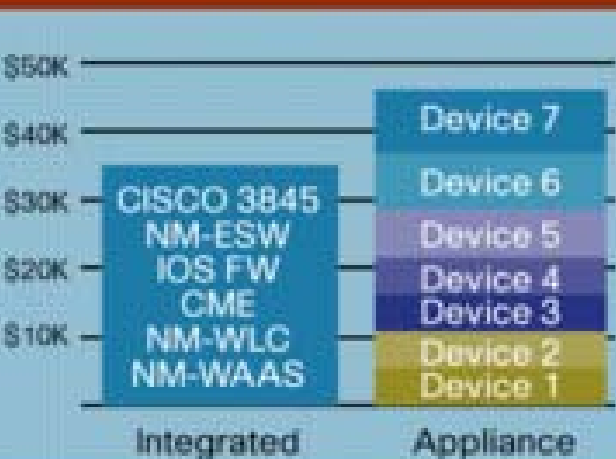 $50K
$40K
$30K
$20K
$10K
CISCO 3845
NM-ESW
IOS FW
CME
NM-WLC
NM-WAAS
Integrated
Device 7
Device 6
Device 5
Device 4
Device 3
Device 2
Device 1
Appliance